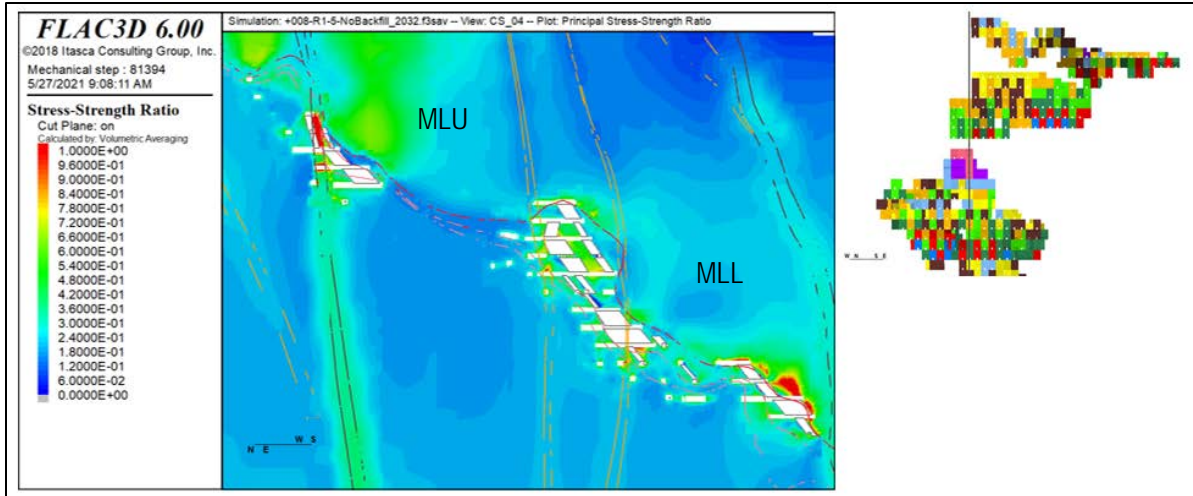 FLAC3D 6.00
©2018 Itasca Consulting Group, Inc.
Mechanical step : 81394
5/27/2021 9:08:11 AM
Stress-Strength Ratio
Cut Plane: on
Calculated by: Volumetric Averaging
1.0000E+00
9.6000E-01
9.0000E-01
8.4000E-01
7.8000E-01
7.2000E-01
6.6000E-01
6.0000E-01
5.4000E-01
4.8000E-01
4.2000E-01
3.6000E-01
3.0000E-01
2.4000E-01
1.8000E-01
1.2000E-01
6.0000E-02
0.0000E+00
Simulation: +008-R1-5-NoBackfill_2032.f3sav -- View: CS_04 -- Plot: Principal Stress-Strength Ratio
MLU
MLL
W S
N E
W N S E